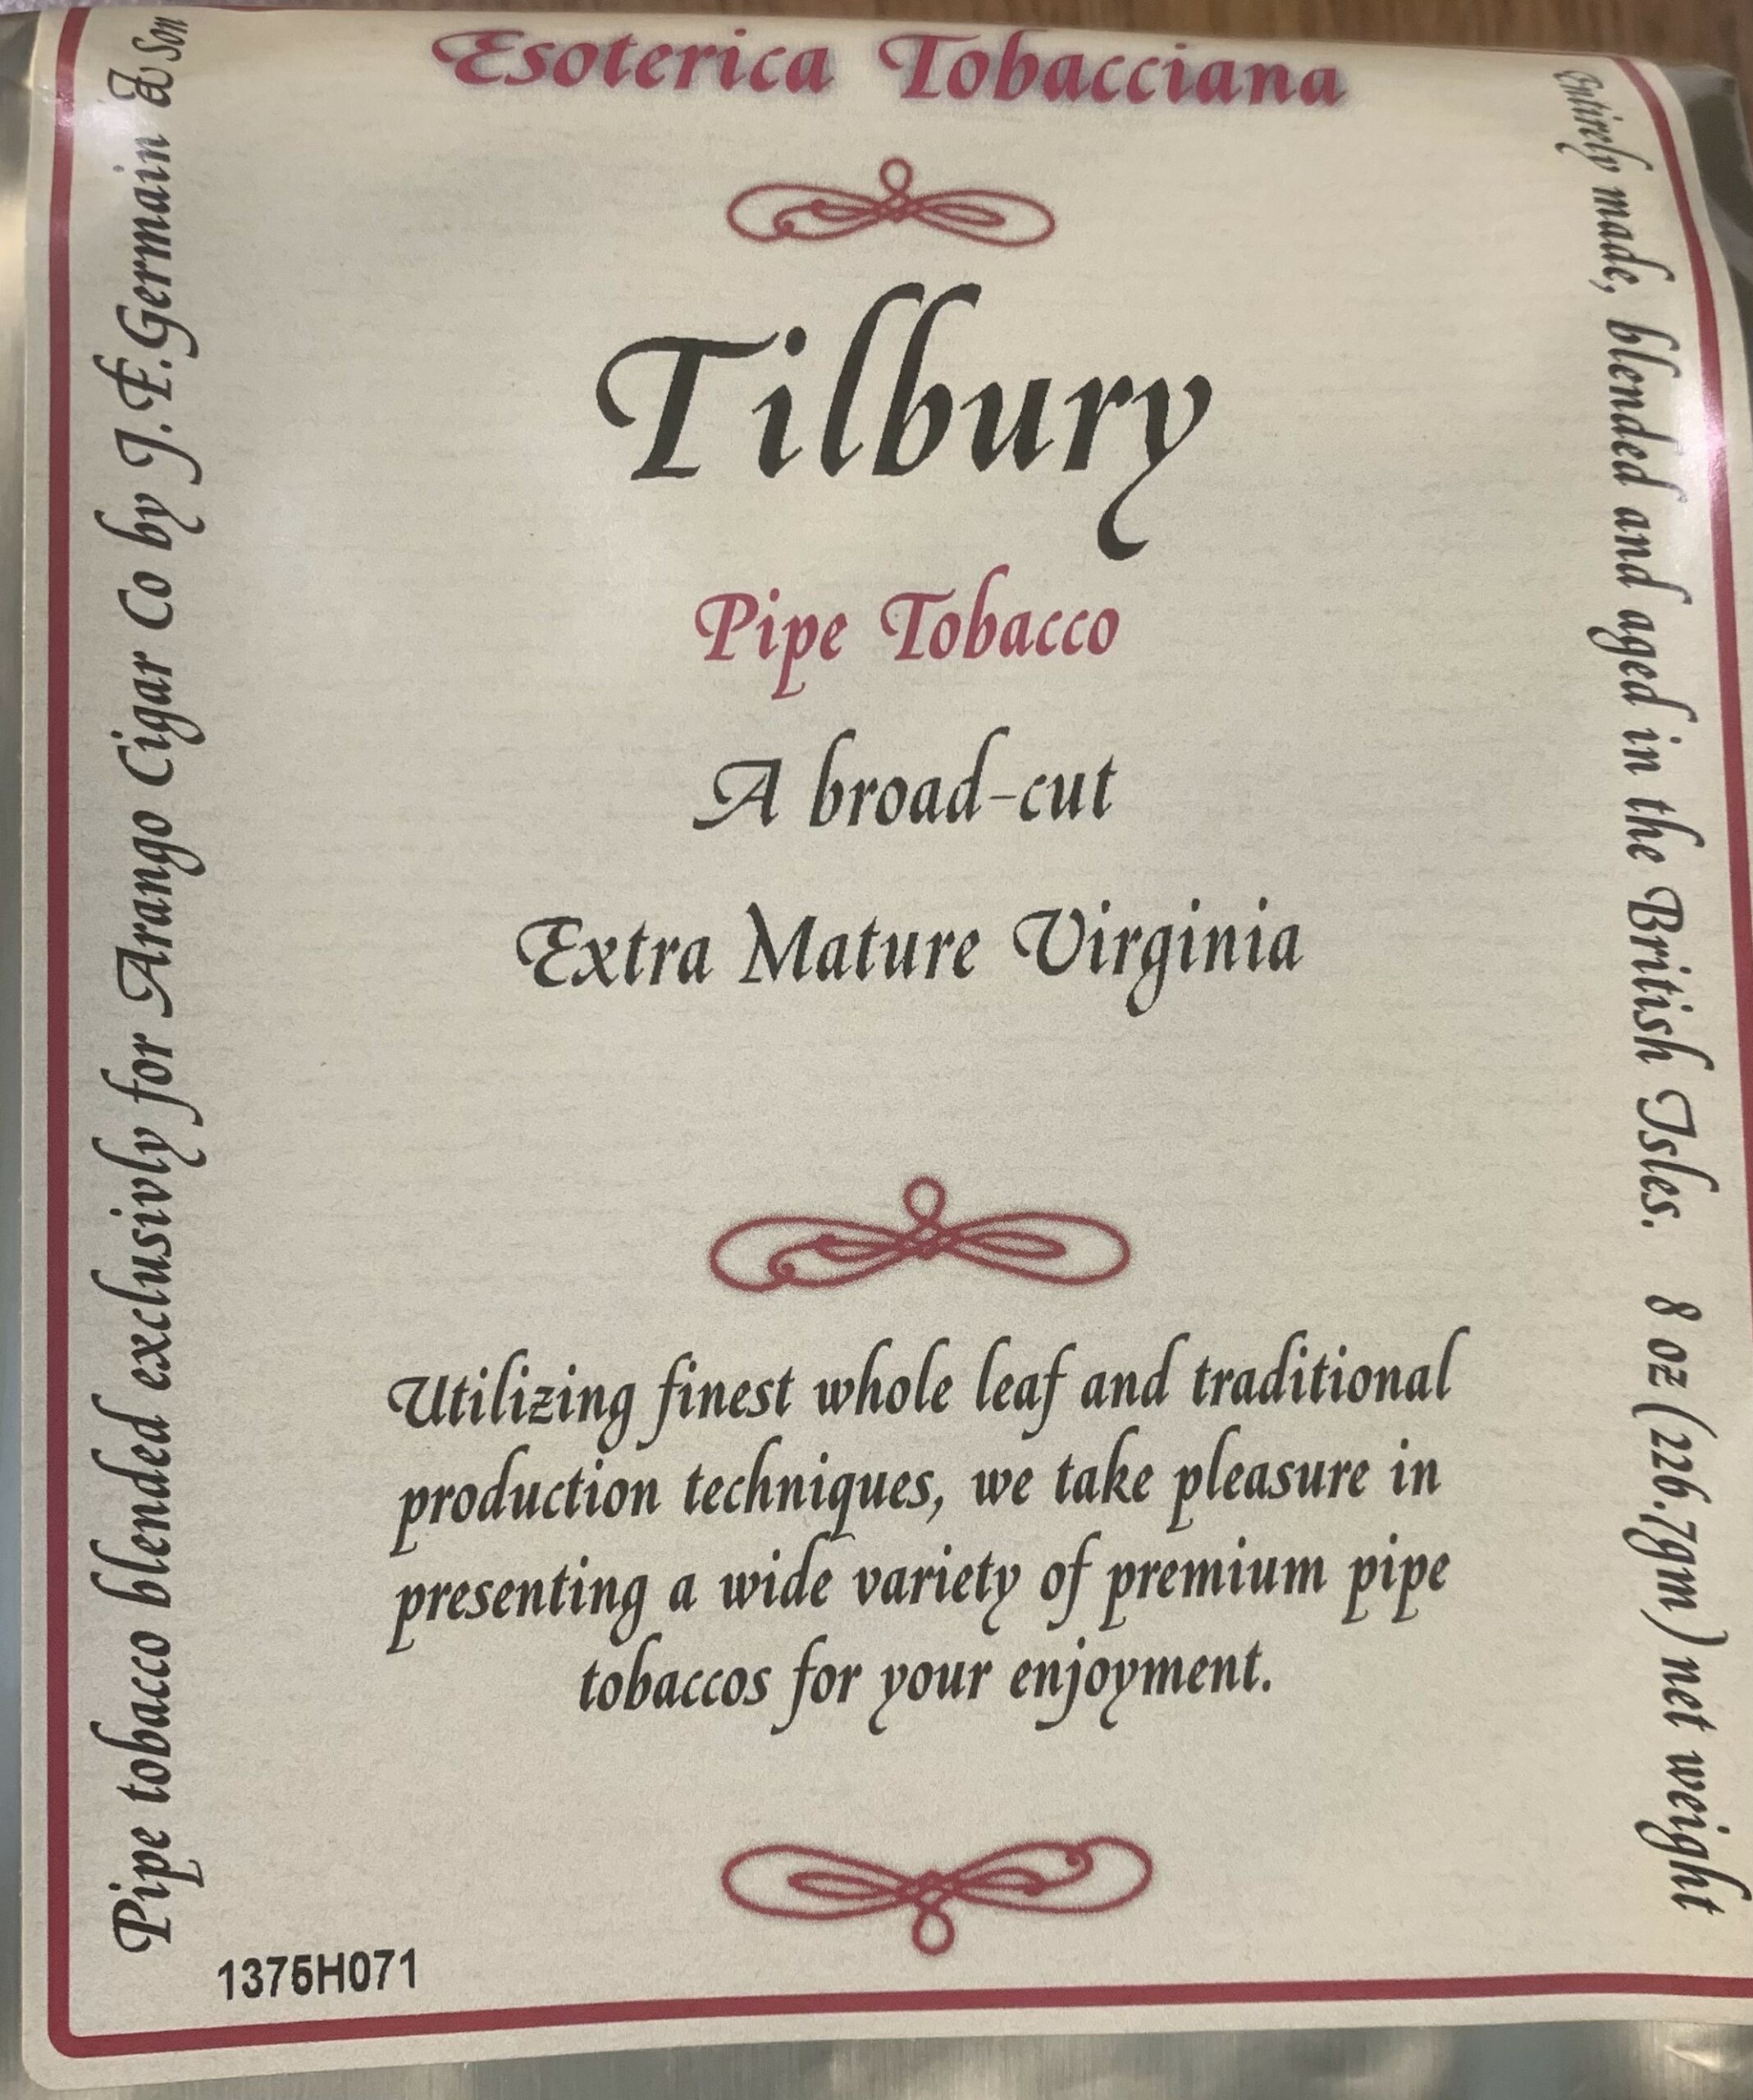 Esoterica Tobacciana
Tilbury
Pipe Tobacco
A broad-cut
Extra Mature Virginia
Utilizing finest whole leaf and traditional
production techniques, we take pleasure in
presenting a wide variety of premium pipe
tobaccos for your enjoyment.
Pipe tobacco blended exclusivly for Arango Cigar Co by J.F.Germain & Son
Entirely made, blended and aged in the British Isles. 8 oz (226.7gm) net weight
1375H071